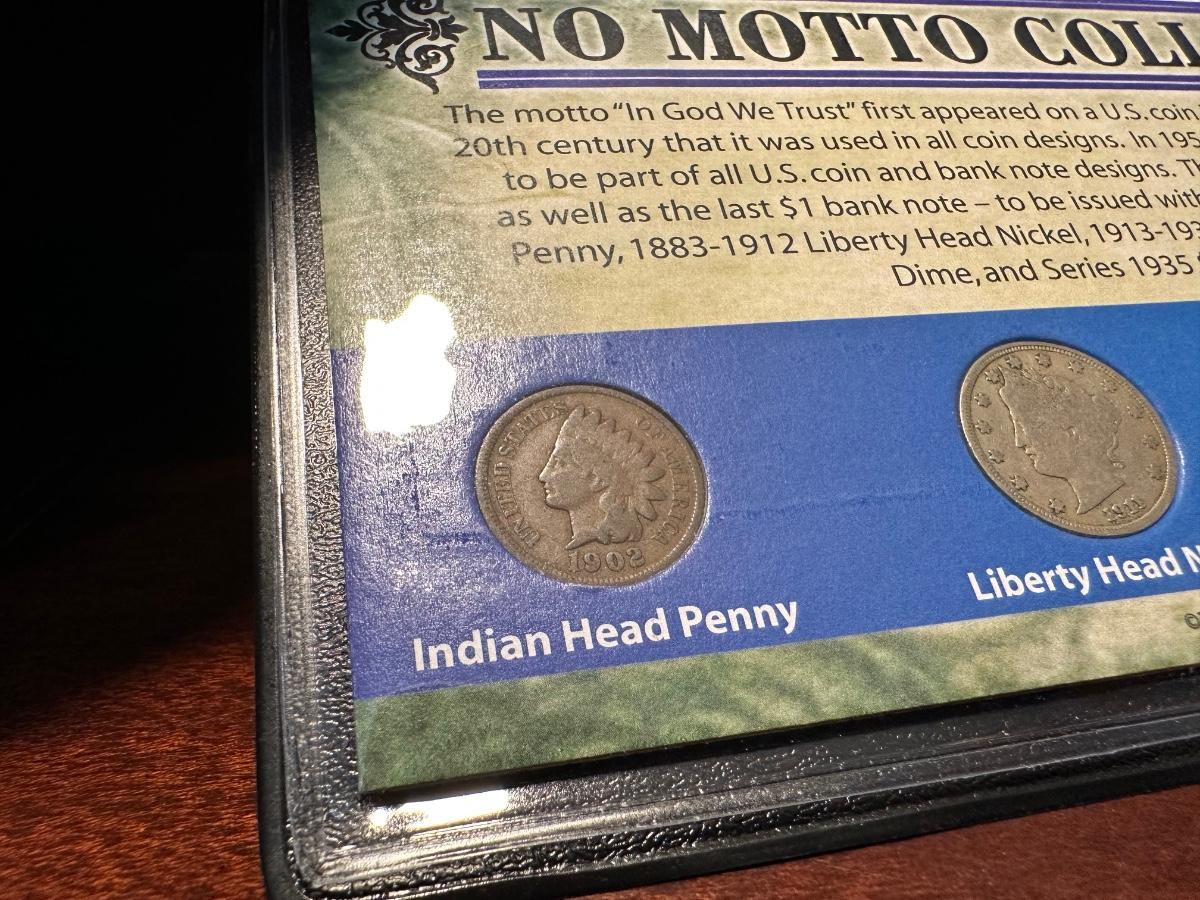 NO MOTTO COLL
The motto “In God We Trust” first appeared on a U.S. coin
20th century that it was used in all coin designs. In 195
to be part of all U.S. coin and bank note designs. Th
as well as the last $1 bank note – to be issued with
Penny, 1883-1912 Liberty Head Nickel, 1913-193
Dime, and Series 1935
UNITED STATES OF AMERICA
1902
1911
Indian Head Penny
Liberty Head N
©